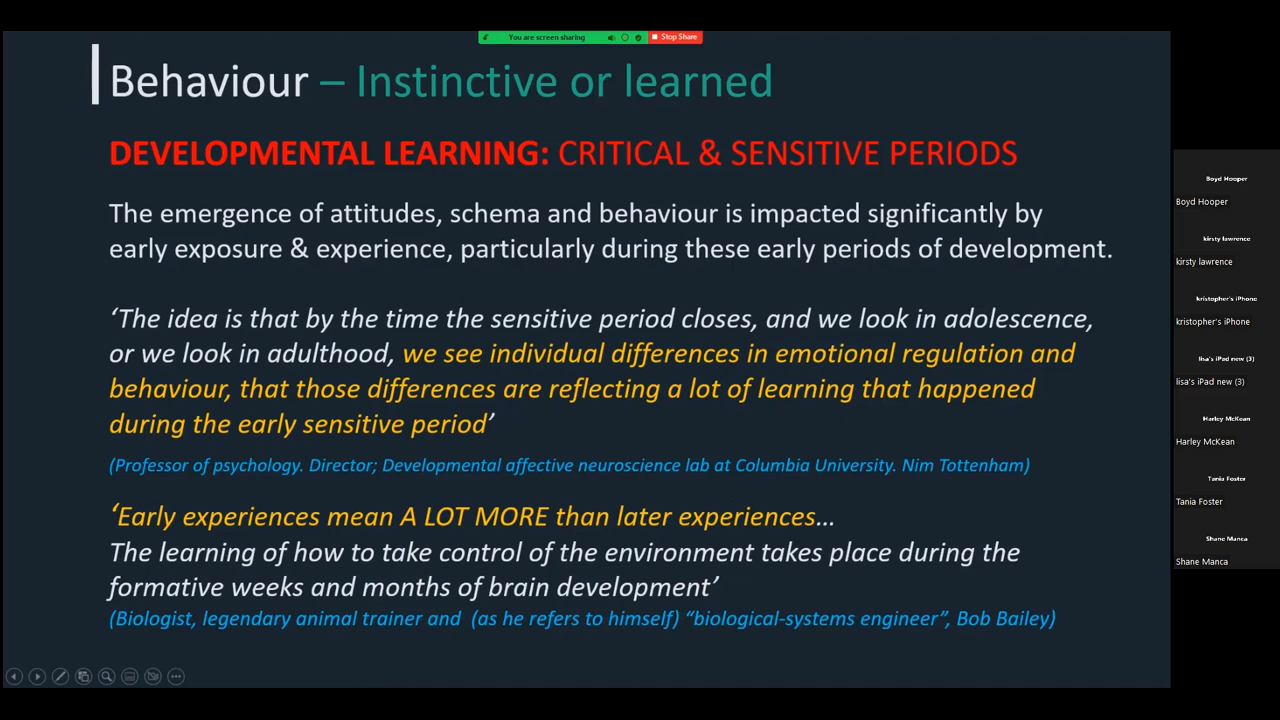 You are screen sharing
Stop Share
Behaviour – Instinctive or learned
DEVELOPMENTAL LEARNING: CRITICAL & SENSITIVE PERIODS
The emergence of attitudes, schema and behaviour is impacted significantly by
early exposure & experience, particularly during these early periods of development.
‘The idea is that by the time the sensitive period closes, and we look in adolescence,
or we look in adulthood, we see individual differences in emotional regulation and
behaviour, that those differences are reflecting a lot of learning that happened
during the early sensitive period’
(Professor of psychology. Director; Developmental affective neuroscience lab at Columbia University. Nim Tottenham)
‘Early experiences mean A LOT MORE than later experiences…
The learning of how to take control of the environment takes place during the
formative weeks and months of brain development’
(Biologist, legendary animal trainer and (as he refers to himself) “biological-systems engineer”, Bob Bailey)
Boyd Hooper
Boyd Hooper
kirsty lawrence
kirsty lawrence
kristopher's iPhone
kristopher's iPhone
lisa's iPad new (3)
lisa's iPad new (3)
Harley McKean
Harley McKean
Tania Foster
Tania Foster
Shane Manca
Shane Manca